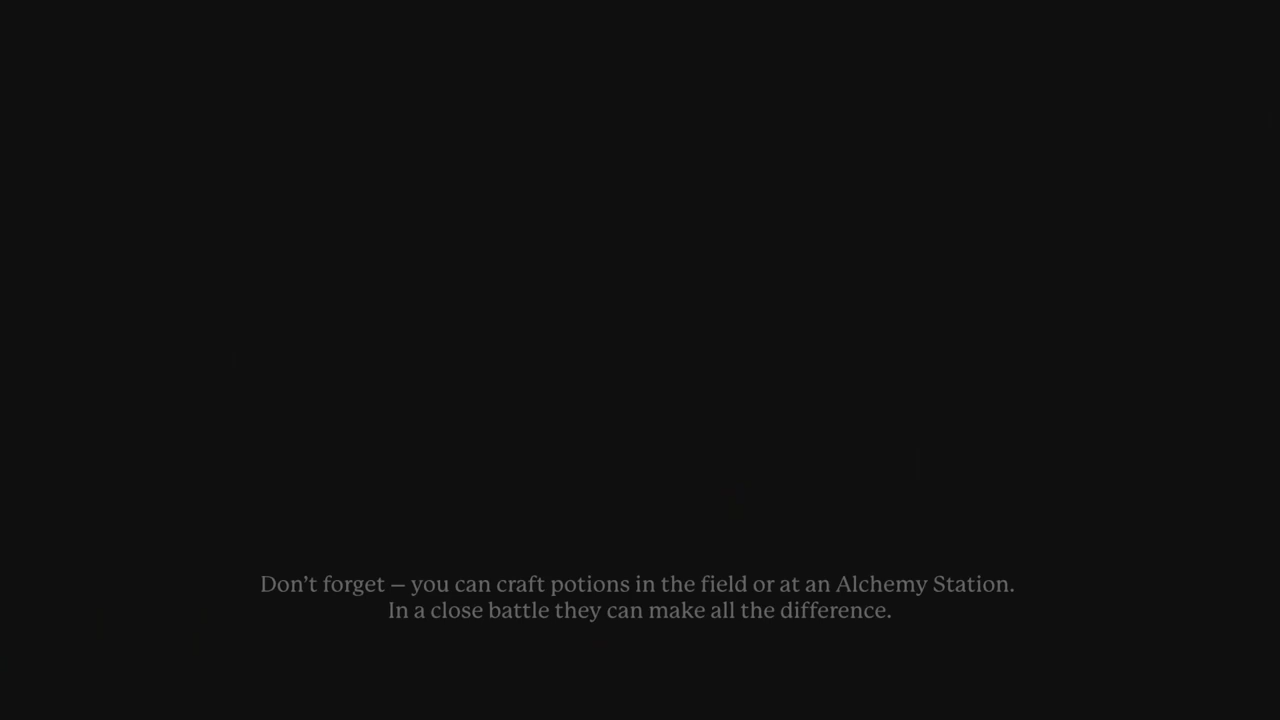 Don’t forget – you can craft potions in the field or at an Alchemy Station.
In a close battle they can make all the difference.